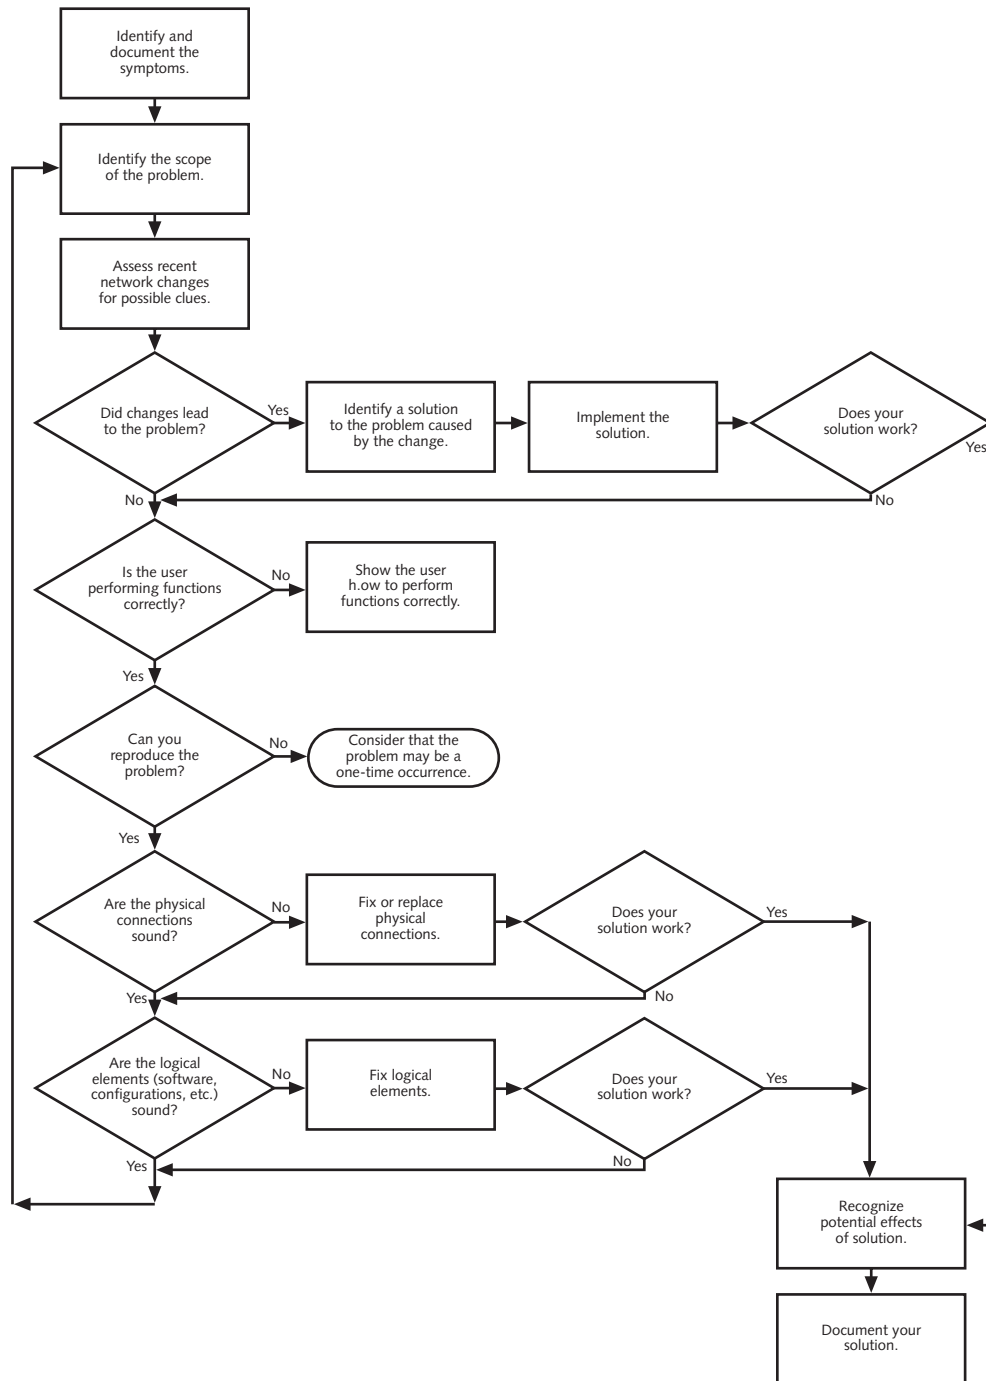 Identify and
document the
symptoms.
Identify the scope
of the problem.
Assess recent
network changes
for possible clues.
Did changes lead
to the problem?
Yes
Identify a solution
to the problem caused
by the change.
Implement the
solution.
Does your
solution work?
Yes
No
No
Is the user
performing functions
correctly?
No
Show the user
h.ow to perform
functions correctly.
Yes
Can you
reproduce the
problem?
No
Consider that the
problem may be a
one-time occurrence.
Yes
Are the physical
connections
sound?
No
Fix or replace
physical
connections.
Does your
solution work?
Yes
Yes
No
Are the logical
elements (software,
configurations, etc.)
sound?
No
Fix logical
elements.
Does your
solution work?
Yes
Yes
No
Recognize
potential effects
of solution.
Document your
solution.